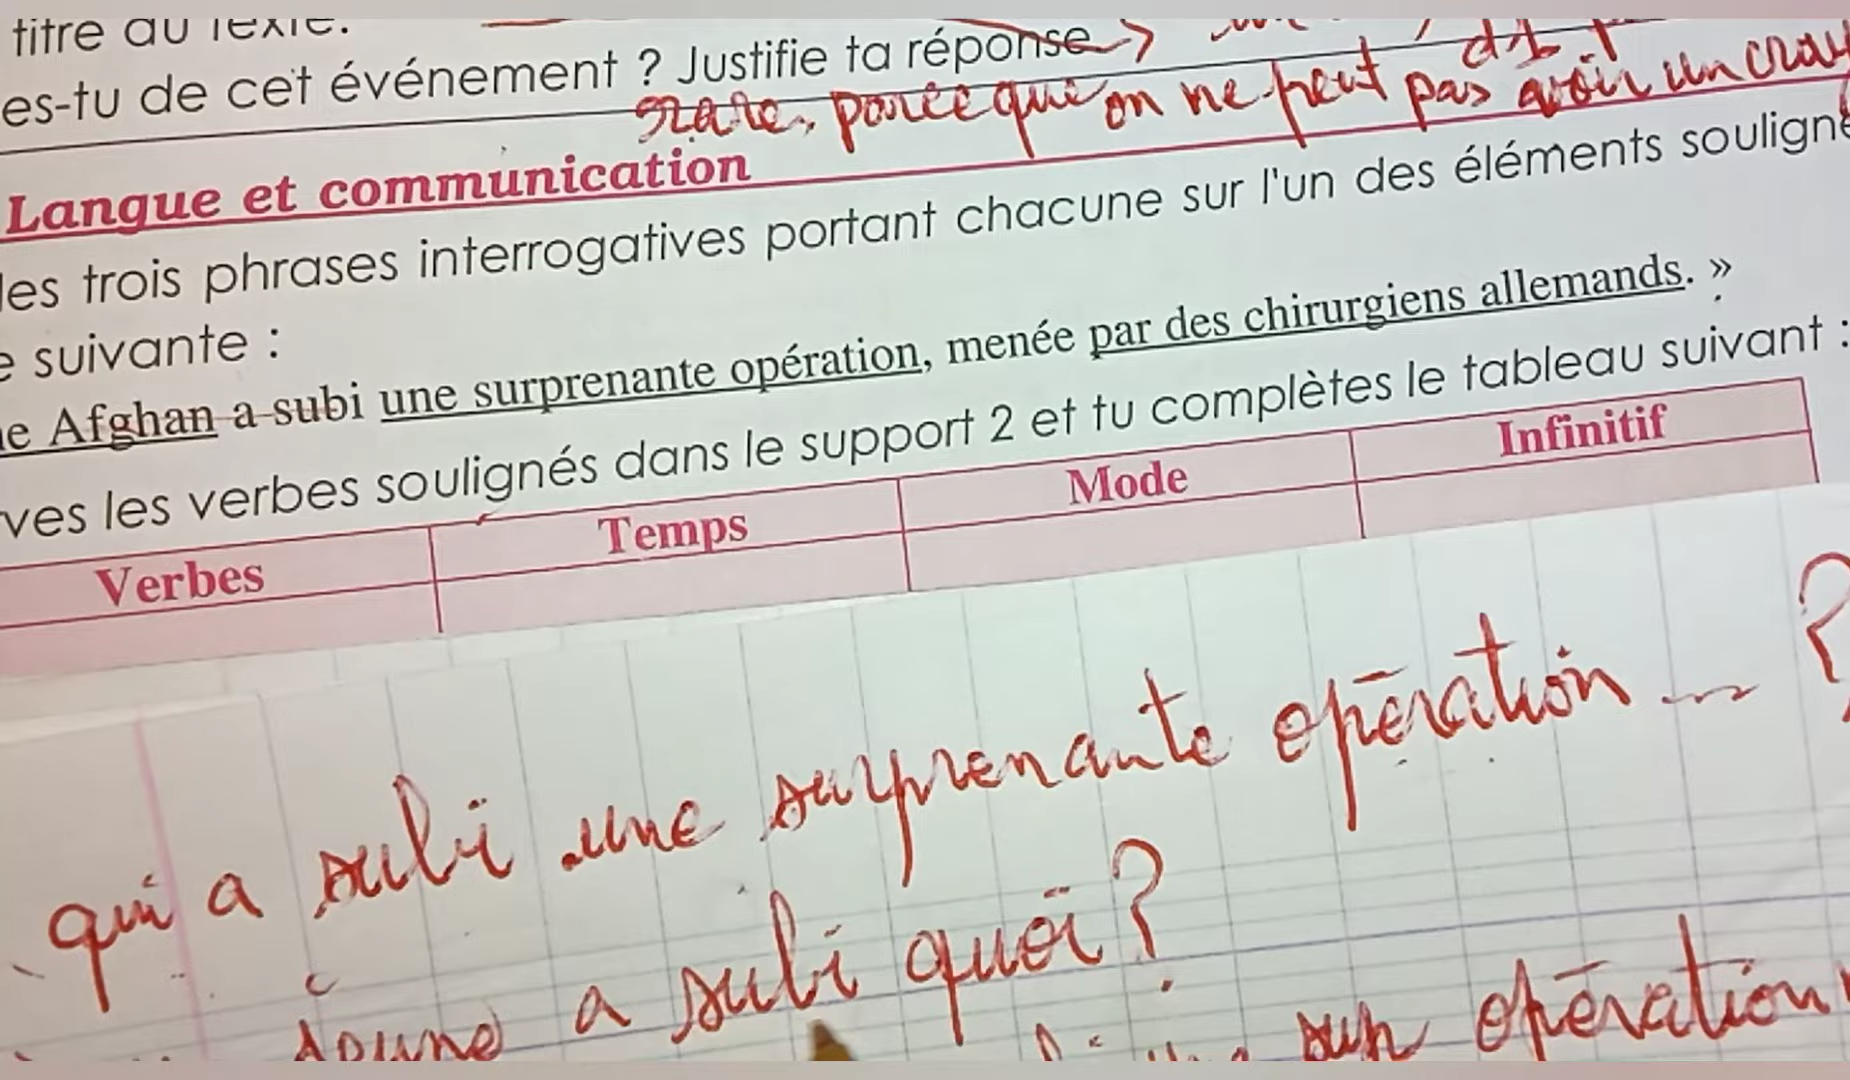 titre au texte.
es-tu de cet événement ? Justifie ta réponse
rare, parce que on ne peut pas avoir un cray
Langue et communication
les trois phrases interrogatives portant chacune sur l'un des éléments souligné
e suivante :
ne Afghan a subi une surprenante opération, menée par des chirurgiens allemands. »
ves les verbes soulignés dans le support 2 et tu complètes le tableau suivant :
Verbes Temps Mode Infinitif
qui a subi une surprenante opération ... ?
a subi quoi ?
opération